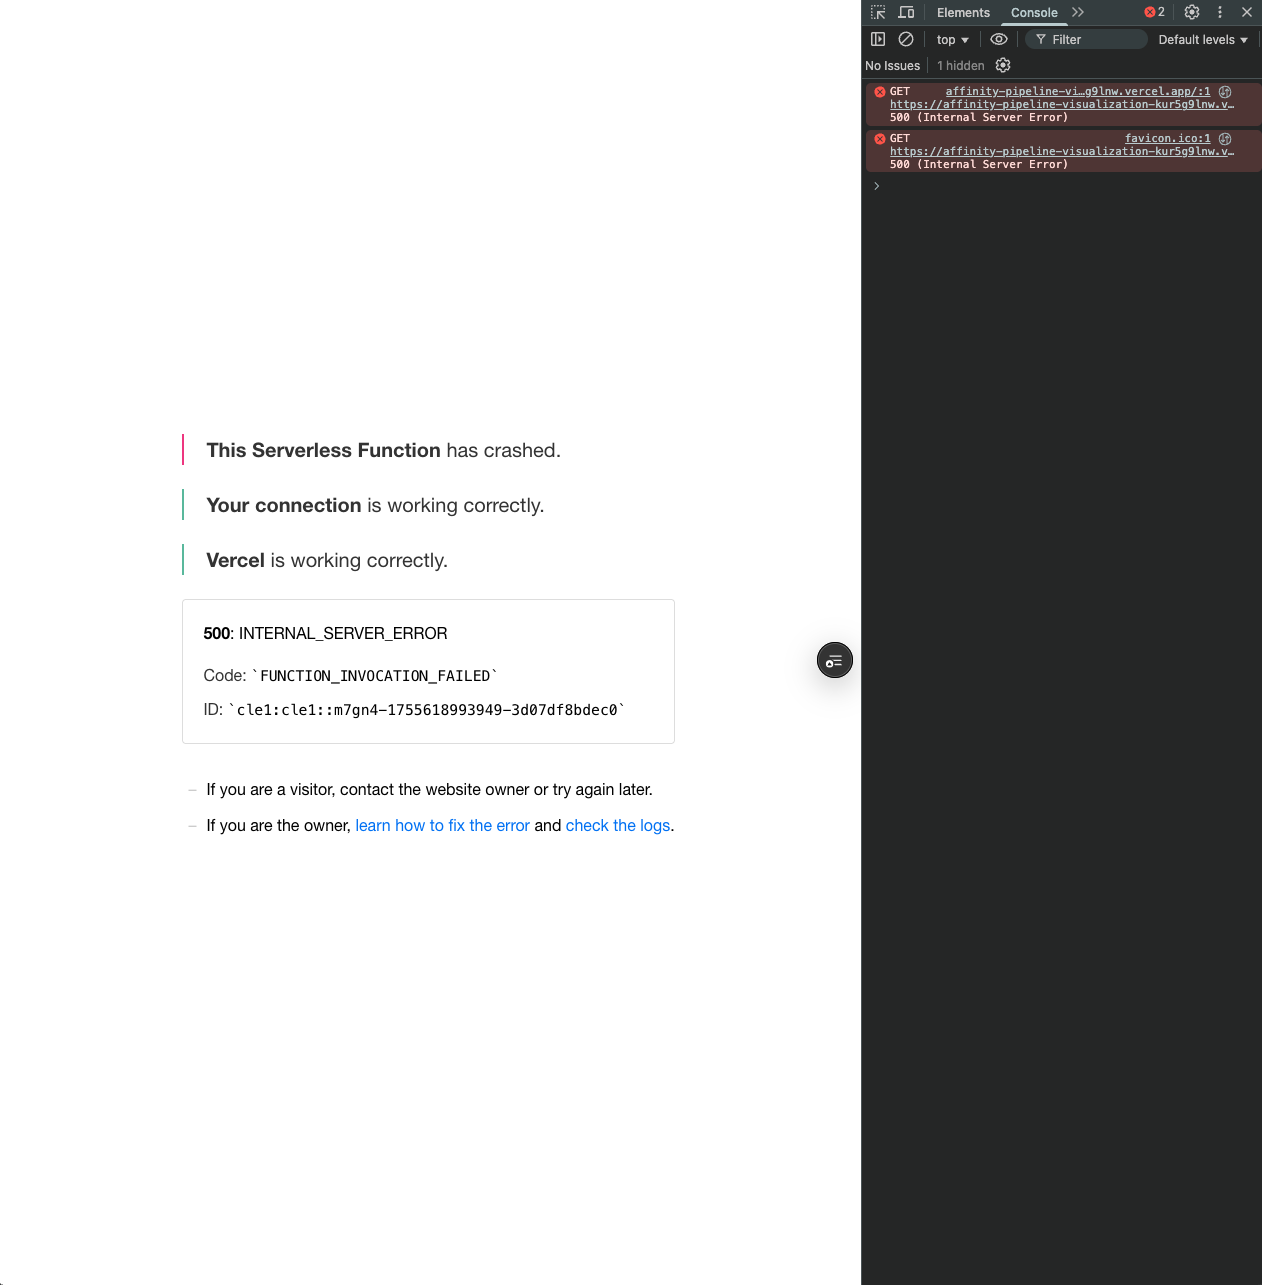 This Serverless Function has crashed.
Your connection is working correctly.
Vercel is working correctly.
500: INTERNAL_SERVER_ERROR
Code: `FUNCTION_INVOCATION_FAILED`
ID: `cle1:cle1::m7gn4-1755618993949-3d07df8bdec0`
– If you are a visitor, contact the website owner or try again later.
– If you are the owner, learn how to fix the error and check the logs.
Elements Console 2
top Filter Default levels
No Issues 1 hidden
GET affinity-pipeline-vi…g9lnw.vercel.app/:1
https://affinity-pipeline-visualization-kur5g9lnw.v…
500 (Internal Server Error)
GET favicon.ico:1
https://affinity-pipeline-visualization-kur5g9lnw.v…
500 (Internal Server Error)